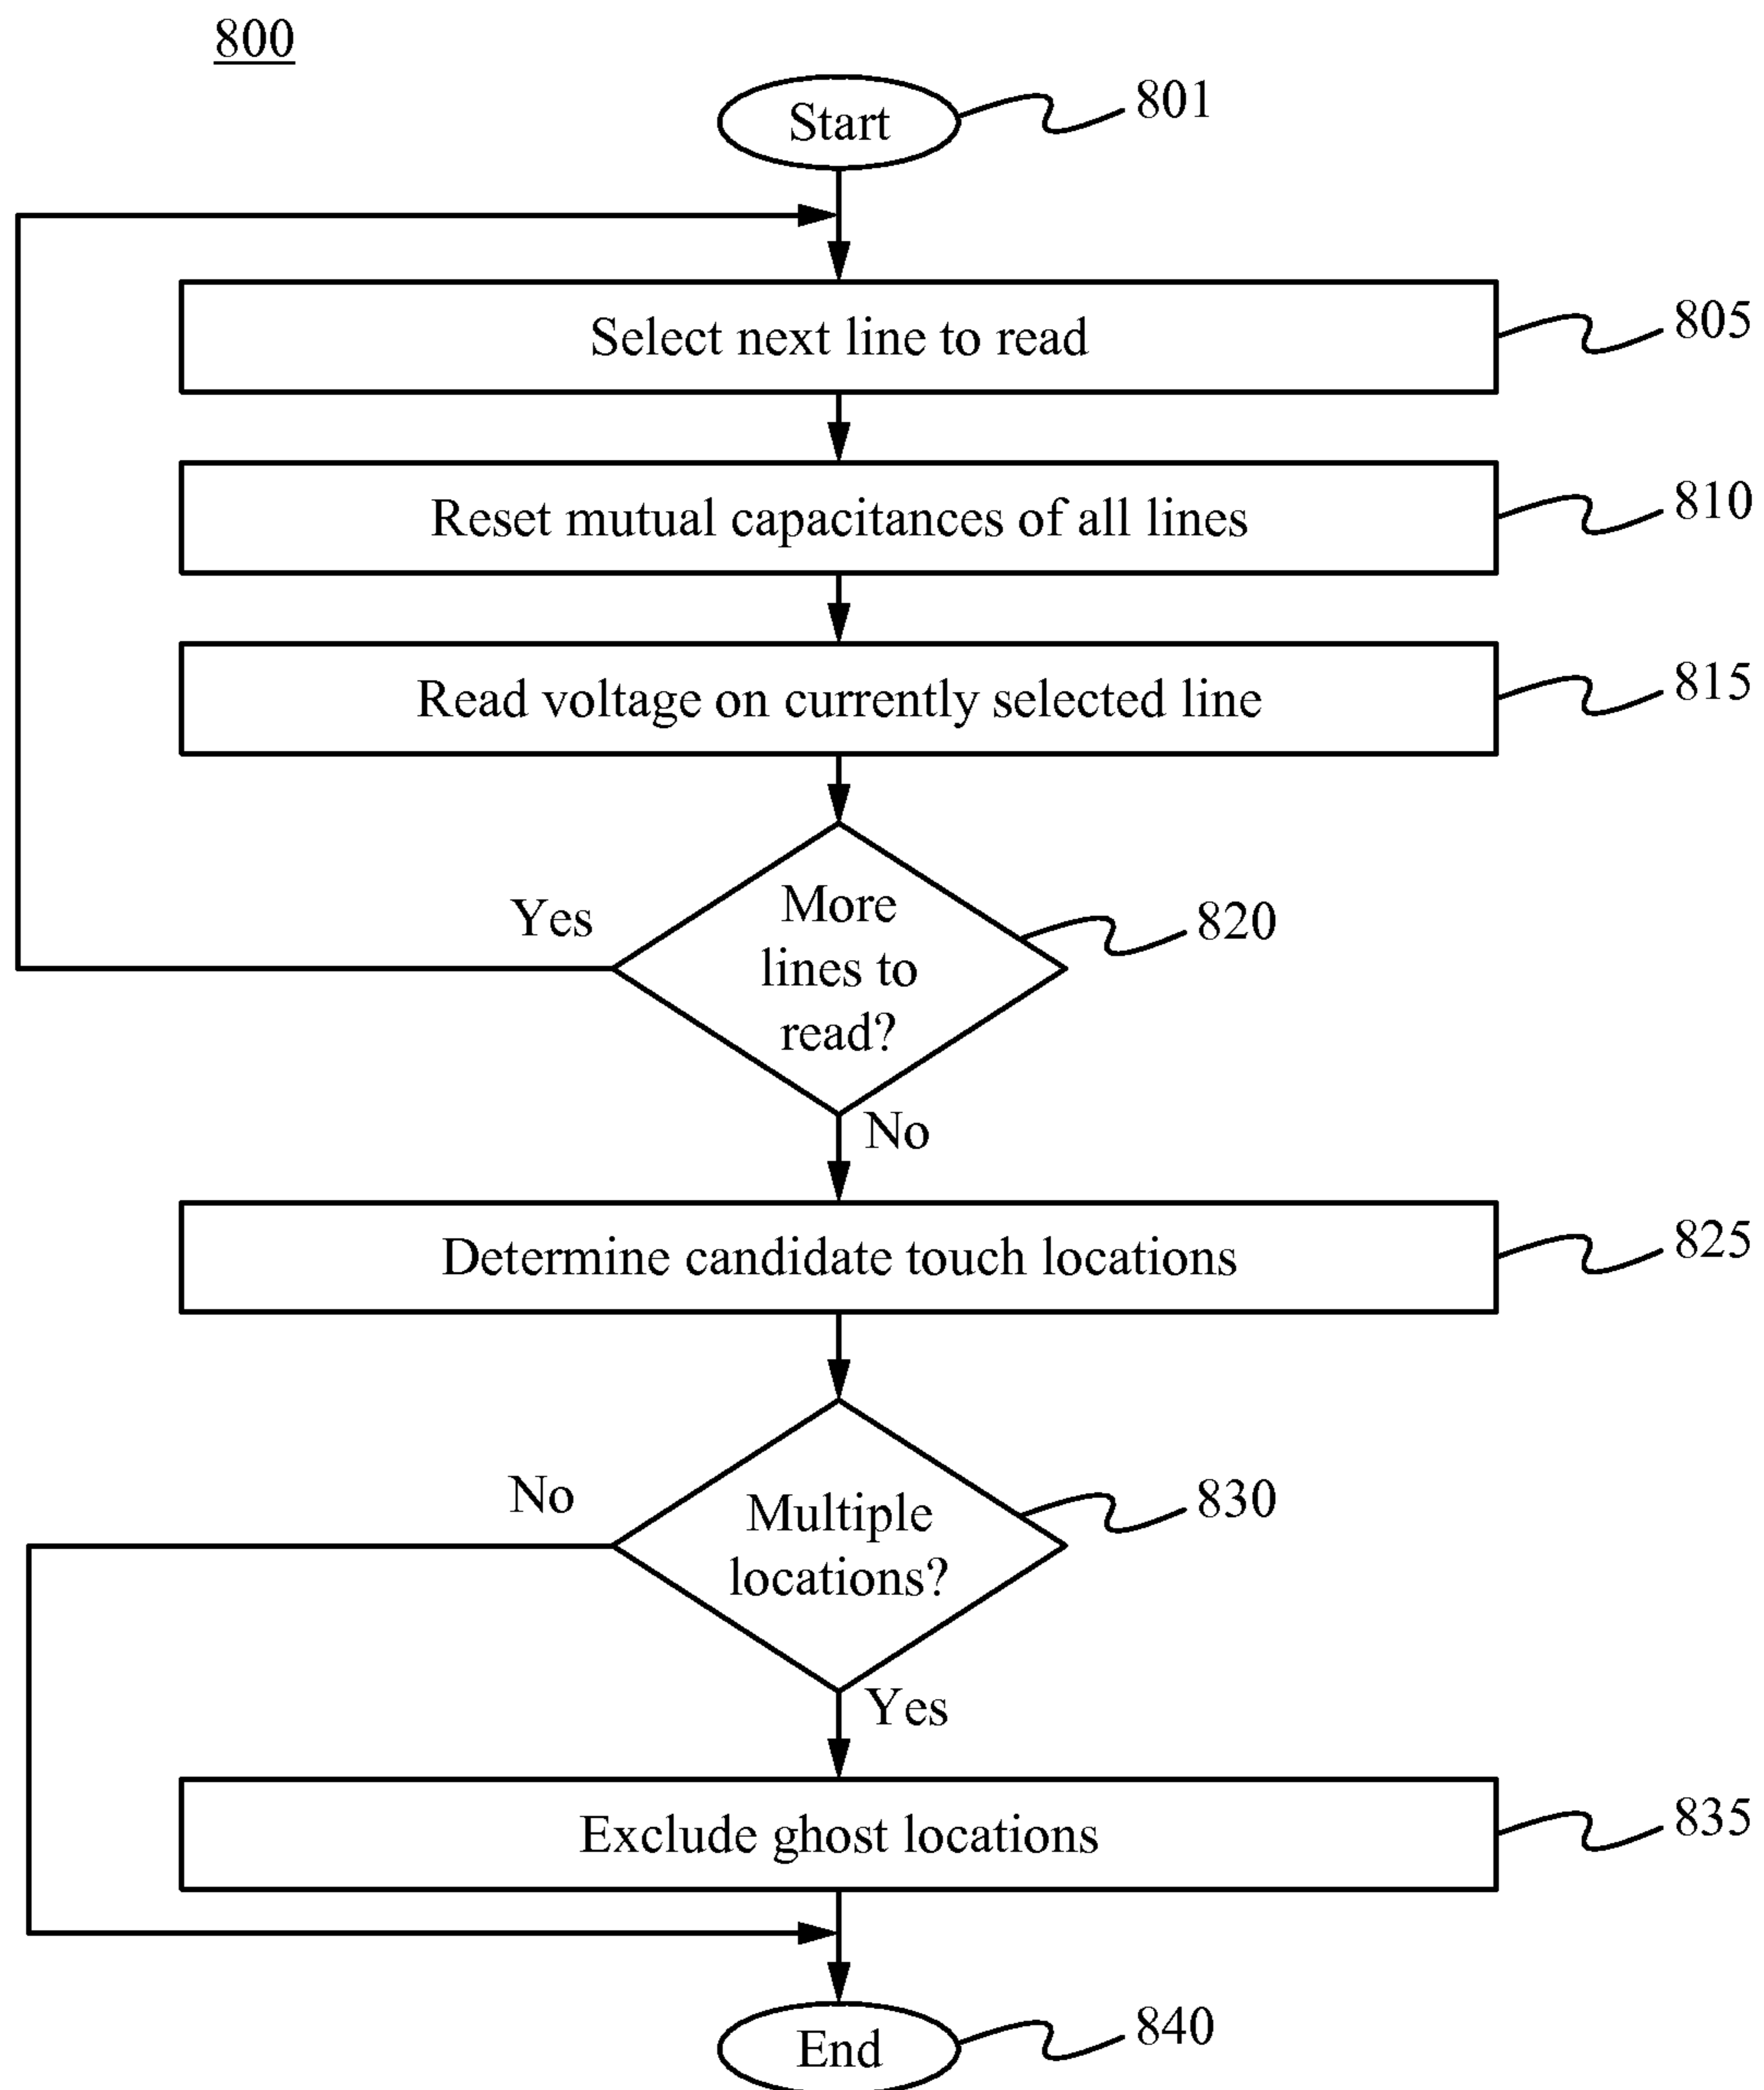 800
Start
801
Select next line to read
805
Reset mutual capacitances of all lines
810
Read voltage on currently selected line
815
Yes
More
lines to
read?
820
No
Determine candidate touch locations
825
No
Multiple
locations?
830
Yes
Exclude ghost locations
835
End
840